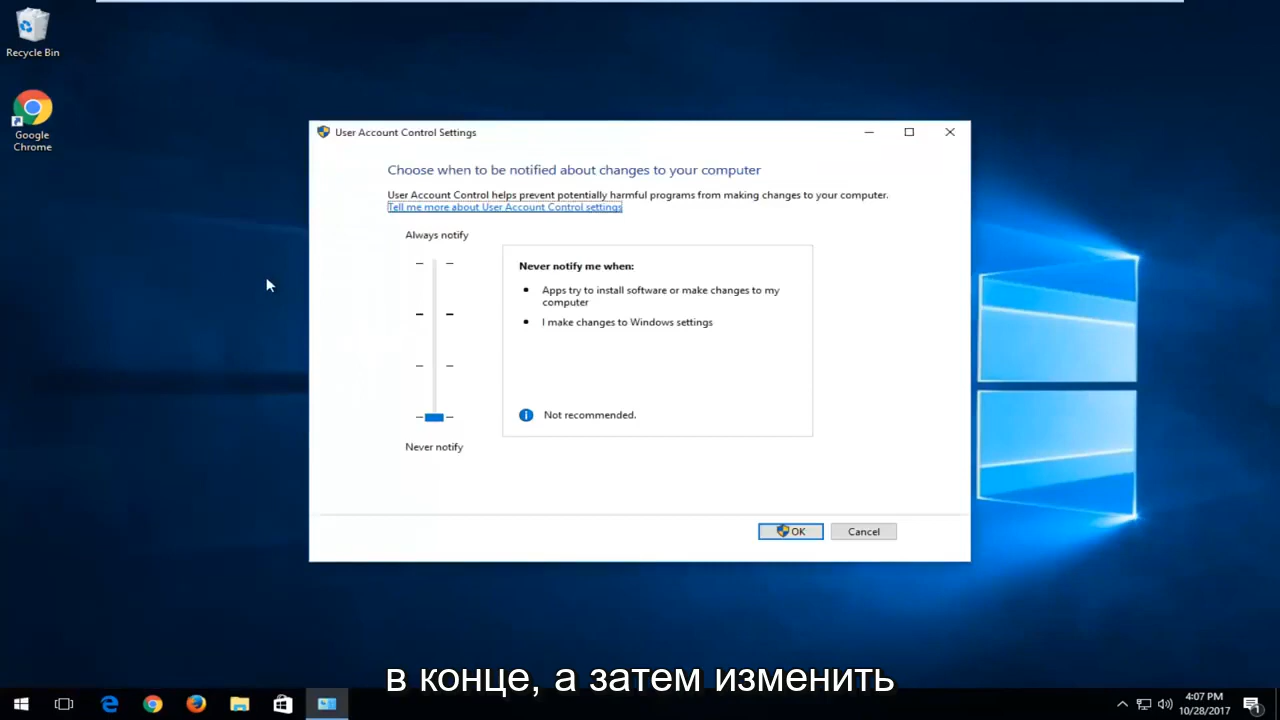 Recycle Bin
Google
Chrome
User Account Control Settings
Choose when to be notified about changes to your computer
User Account Control helps prevent potentially harmful programs from making changes to your computer.
Tell me more about User Account Control settings
Always notify
Never notify me when:
Apps try to install software or make changes to my
computer
I make changes to Windows settings
Not recommended.
Never notify
OK
Cancel
в конце, а затем изменить
4:07 PM
10/28/2017
1